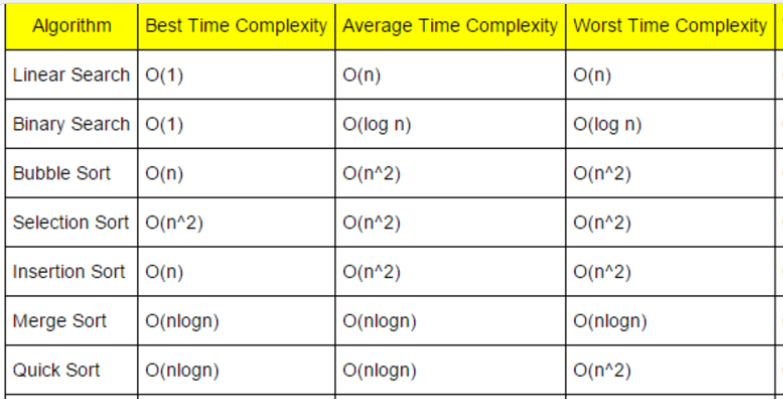 Algorithm Best Time Complexity Average Time Complexity Worst Time Complexity
Linear Search O(1) O(n) O(n)
Binary Search O(1) O(log n) O(log n)
Bubble Sort O(n) O(n^2) O(n^2)
Selection Sort O(n^2) O(n^2) O(n^2)
Insertion Sort O(n) O(n^2) O(n^2)
Merge Sort O(nlogn) O(nlogn) O(nlogn)
Quick Sort O(nlogn) O(nlogn) O(n^2)